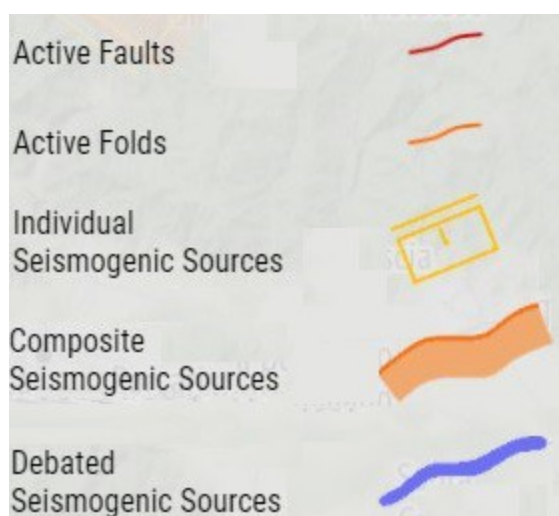 Active Faults
Active Folds
Individual
Seismogenic Sources
Composite
Seismogenic Sources
Debated
Seismogenic Sources